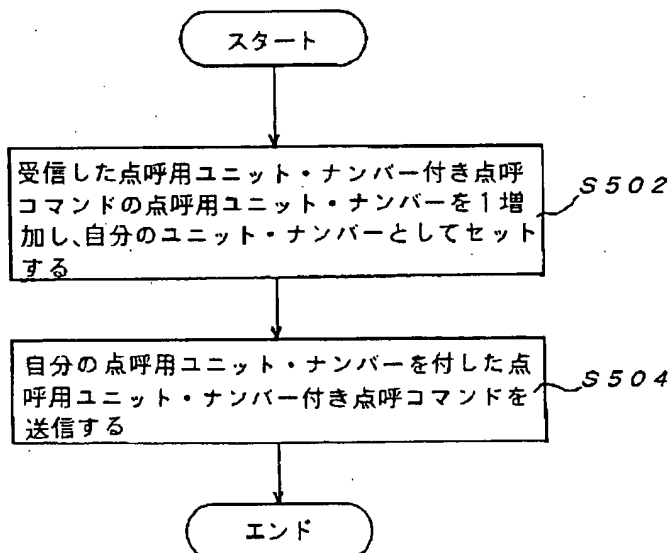 スタート
受信した点呼用ユニット・ナンバー付き点呼
コマンドの点呼用ユニット・ナンバーを1増
加し、自分のユニット・ナンバーとしてセット
する
S502
自分の点呼用ユニット・ナンバーを付した点
呼用ユニット・ナンバー付き点呼コマンドを
送信する
S504
エンド